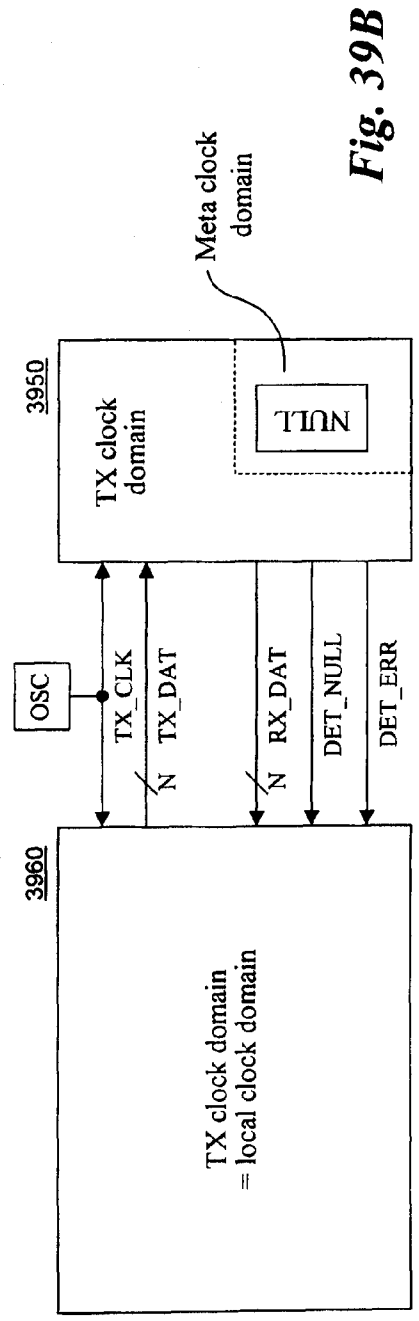 3960
TX clock domain
= local clock domain
OSC
TX_CLK
N TX_DAT
N RX_DAT
DET_NULL
DET_ERR
3950
TX clock
domain
NULL
Meta clock
domain
Fig. 39B